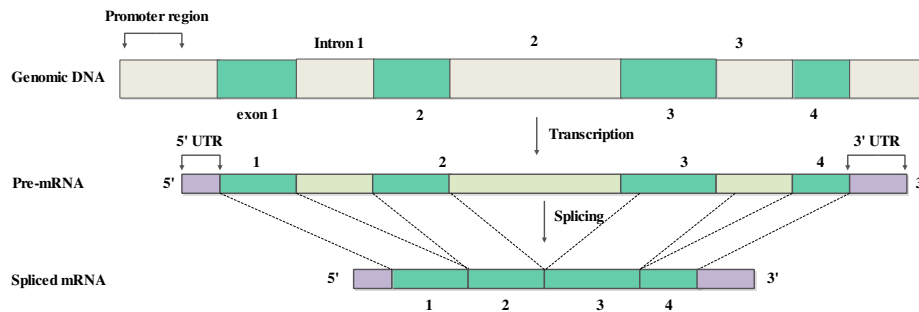 Promoter region
Intron 1 2 3
Genomic DNA
exon 1 2 3 4
Transcription
5' UTR 3' UTR
1 2 3 4
Pre-mRNA 5' 3
Splicing
Spliced mRNA 5' 3'
1 2 3 4